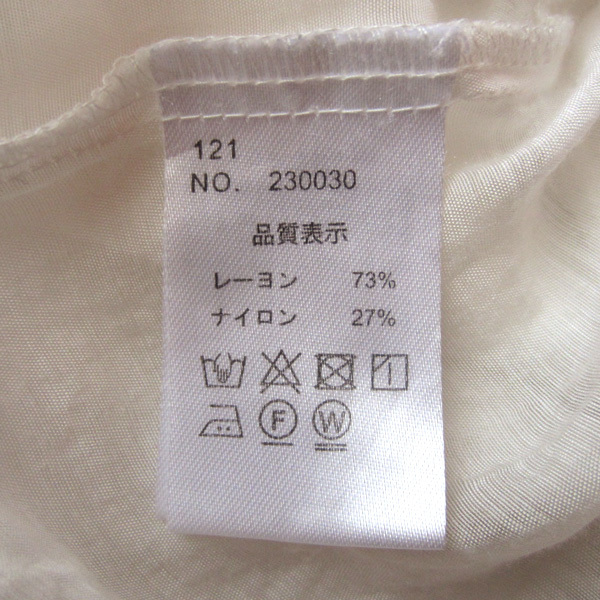 121
NO. 230030
品質表示
レーヨン 73%
ナイロン 27%
F W